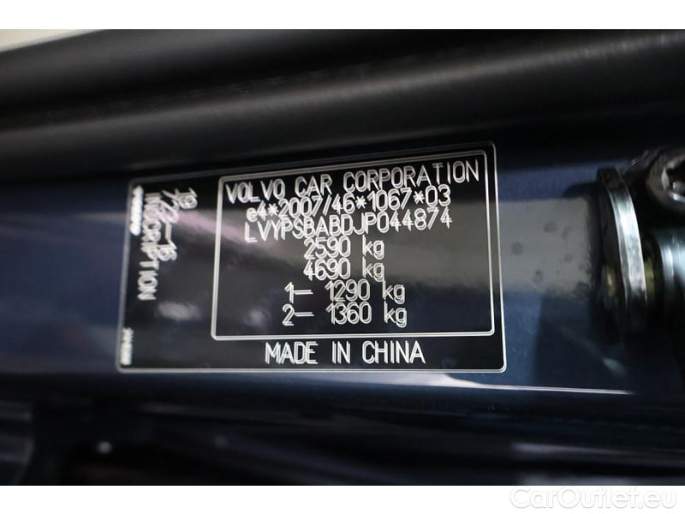 VOLVO CAR CORPORATION
e4*2007/46*1067*03
LVYPSBABDJP044874
2590 kg
4690 kg
1- 1290 kg
2- 1360 kg
MADE IN CHINA
INSCRIPTION
CarOutlet.eu